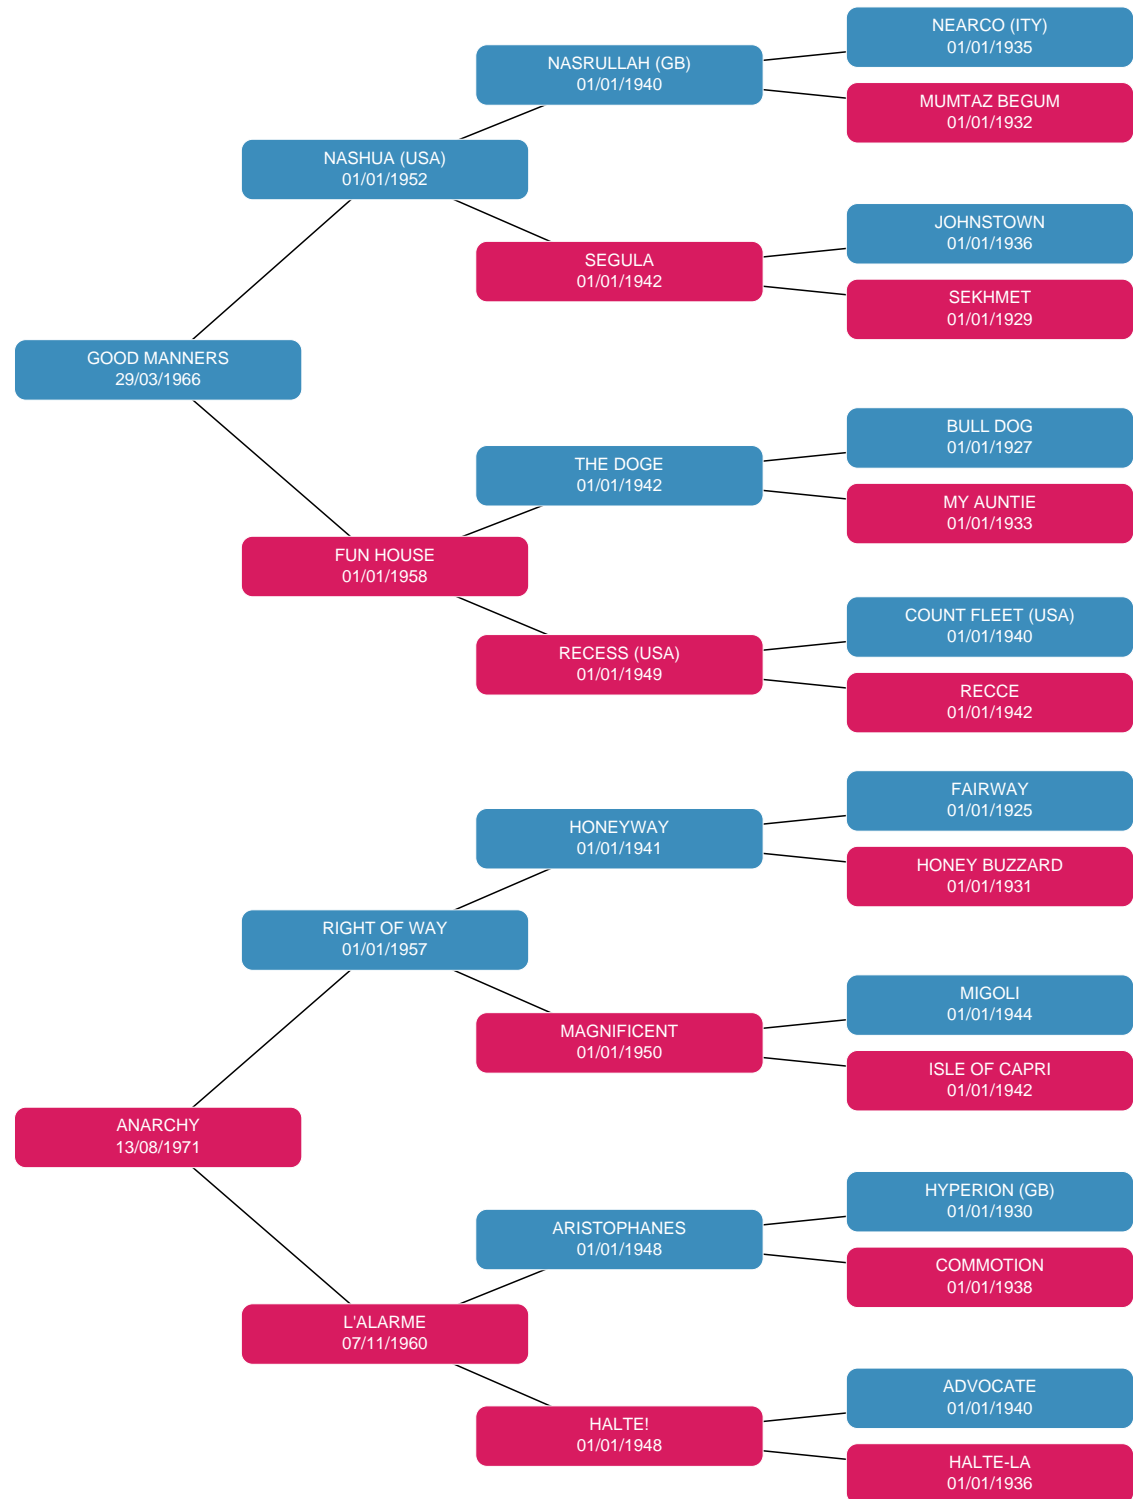 NEARCO (ITY)
01/01/1935
NASRULLAH (GB)
01/01/1940
MUMTAZ BEGUM
01/01/1932
NASHUA (USA)
01/01/1952
JOHNSTOWN
01/01/1936
SEGULA
01/01/1942
SEKHMET
01/01/1929
GOOD MANNERS
29/03/1966
BULL DOG
01/01/1927
THE DOGE
01/01/1942
MY AUNTIE
01/01/1933
FUN HOUSE
01/01/1958
COUNT FLEET (USA)
01/01/1940
RECESS (USA)
01/01/1949
RECCE
01/01/1942
FAIRWAY
01/01/1925
HONEYWAY
01/01/1941
HONEY BUZZARD
01/01/1931
RIGHT OF WAY
01/01/1957
MIGOLI
01/01/1944
MAGNIFICENT
01/01/1950
ISLE OF CAPRI
01/01/1942
ANARCHY
13/08/1971
HYPERION (GB)
01/01/1930
ARISTOPHANES
01/01/1948
COMMOTION
01/01/1938
L'ALARME
07/11/1960
ADVOCATE
01/01/1940
HALTE!
01/01/1948
HALTE-LA
01/01/1936